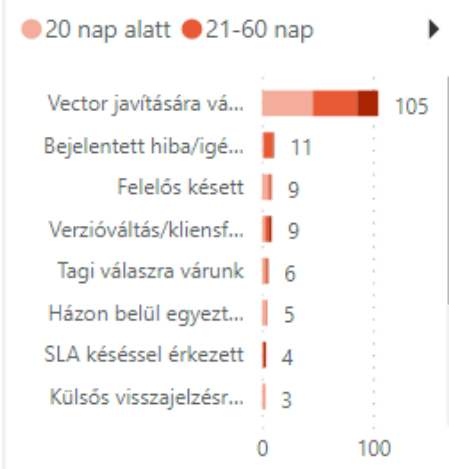 20 nap alatt 21-60 nap
Vector javítására vá... 105
Bejelentett hiba/igé... 11
Felelős késett 9
Verzióváltás/kliensf... 9
Tagi válaszra várunk 6
Házon belül egyezt... 5
SLA késéssel érkezett 4
Külsős visszajelzésr... 3
0 100